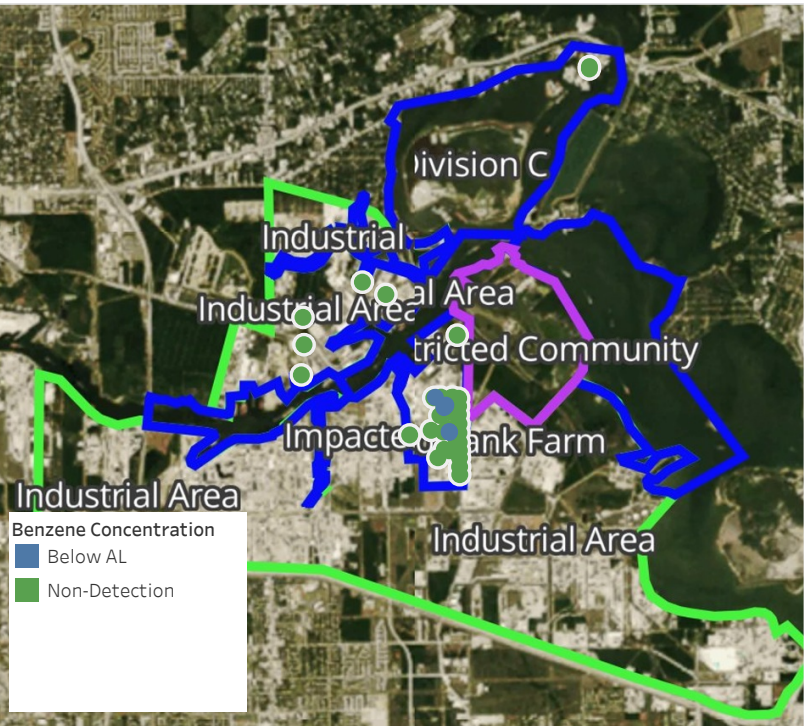 Division C
Industrial
al Area
Industrial Area
tricted Community
Impacte
ank Farm
Industrial Area
Industrial Area
Benzene Concentration
Below AL
Non-Detection